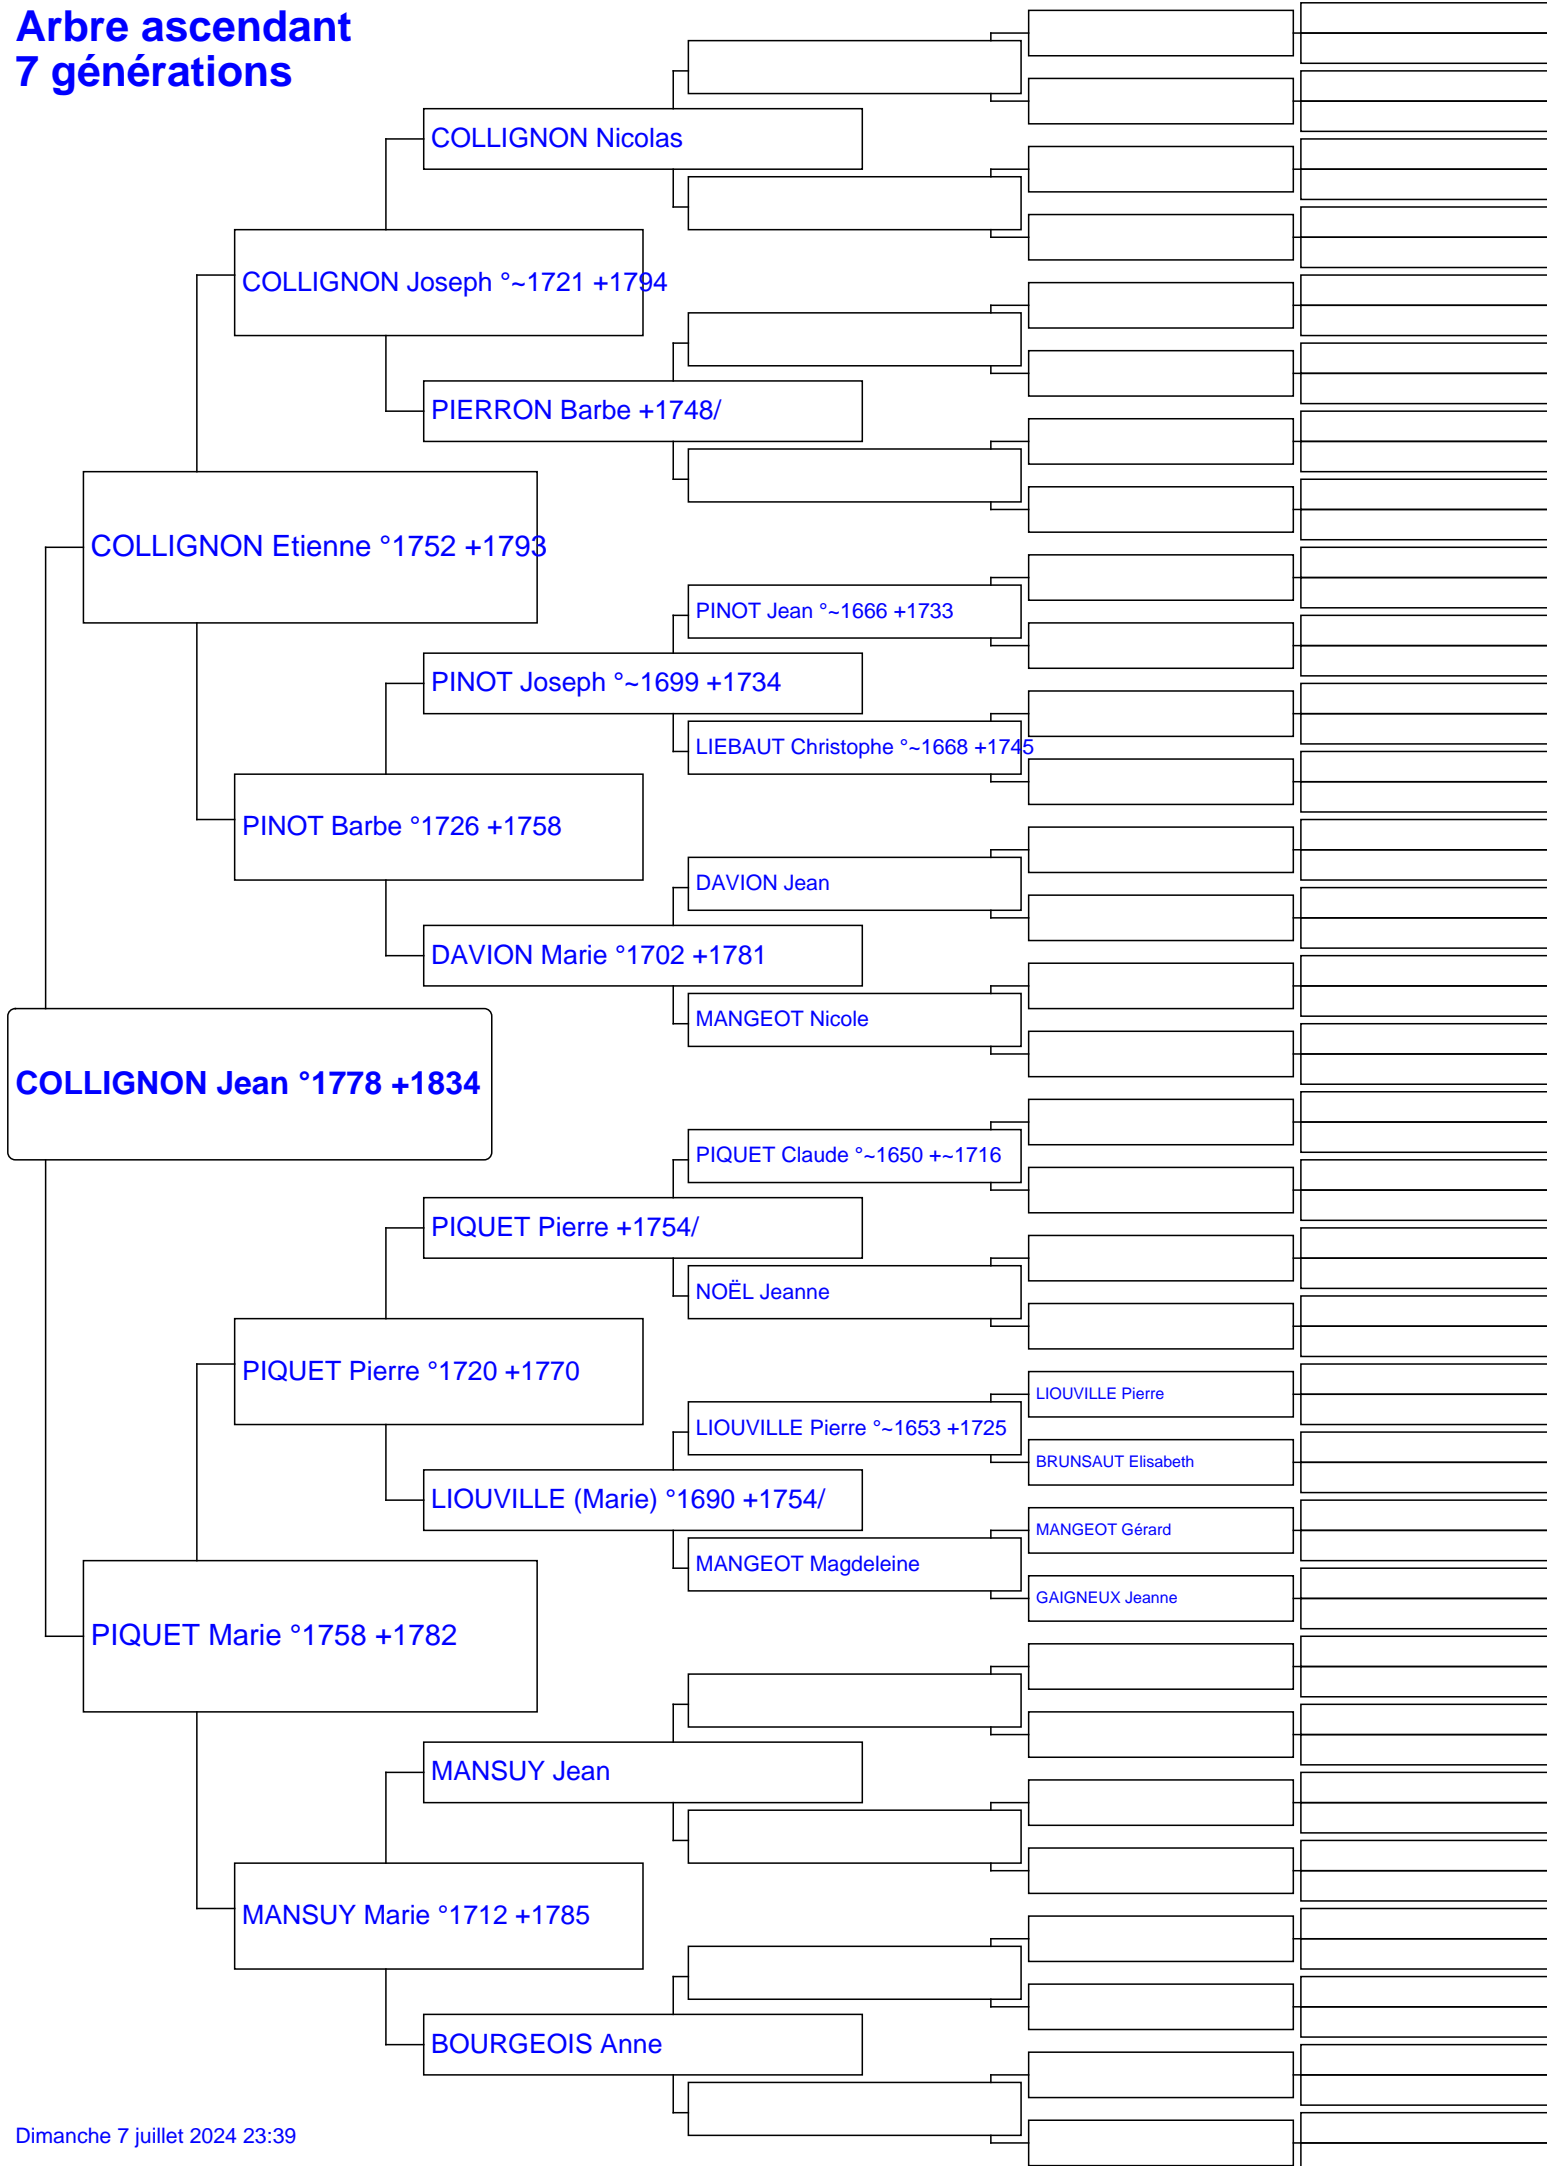 Arbre ascendant
7 générations
COLLIGNON Nicolas
COLLIGNON Joseph °~1721 +1794
PIERRON Barbe +1748/
COLLIGNON Etienne °1752 +1793
PINOT Jean °~1666 +1733
PINOT Joseph °~1699 +1734
LIEBAUT Christophe °~1668 +1745
PINOT Barbe °1726 +1758
DAVION Jean
DAVION Marie °1702 +1781
MANGEOT Nicole
COLLIGNON Jean °1778 +1834
PIQUET Claude °~1650 +~1716
PIQUET Pierre +1754/
NOËL Jeanne
PIQUET Pierre °1720 +1770
LIOUVILLE Pierre
LIOUVILLE Pierre °~1653 +1725
BRUNSAUT Elisabeth
LIOUVILLE (Marie) °1690 +1754/
MANGEOT Gérard
MANGEOT Magdeleine
GAIGNEUX Jeanne
PIQUET Marie °1758 +1782
MANSUY Jean
MANSUY Marie °1712 +1785
BOURGEOIS Anne
Dimanche 7 juillet 2024 23:39